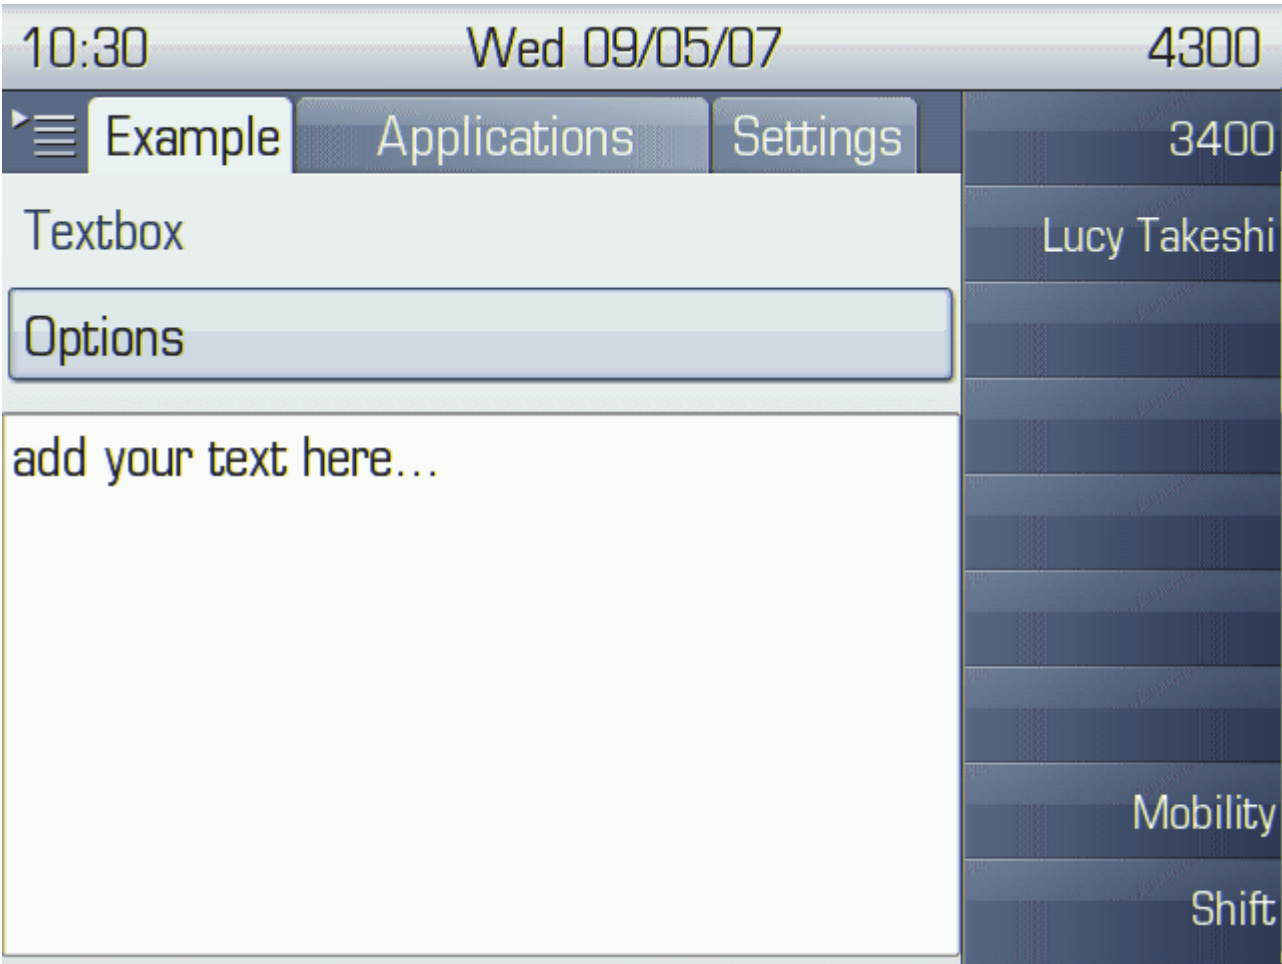 10:30 Wed 09/05/07 4300
Example Applications Settings
3400
Textbox
Lucy Takeshi
Options
add your text here...
Mobility
Shift